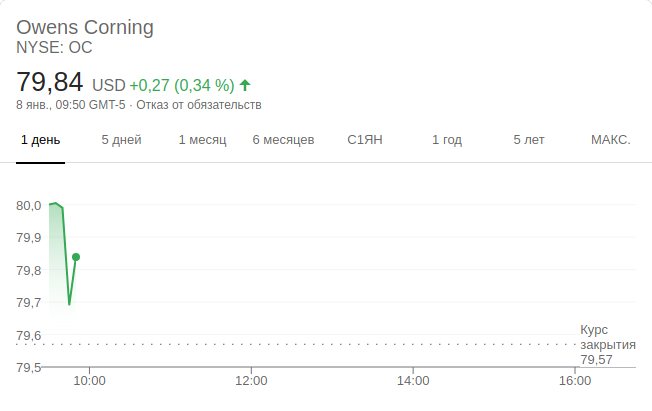 Owens Corning
NYSE: OC
79,84 USD +0,27 (0,34 %)
8 янв., 09:50 GMT-5 · Отказ от обязательств
1 день 5 дней 1 месяц 6 месяцев С1ЯН 1 год 5 лет МАКС.
80,0
79,9
79,8
79,7
79,6
79,5
Курс
закрытия
79,57
10:00 12:00 14:00 16:00